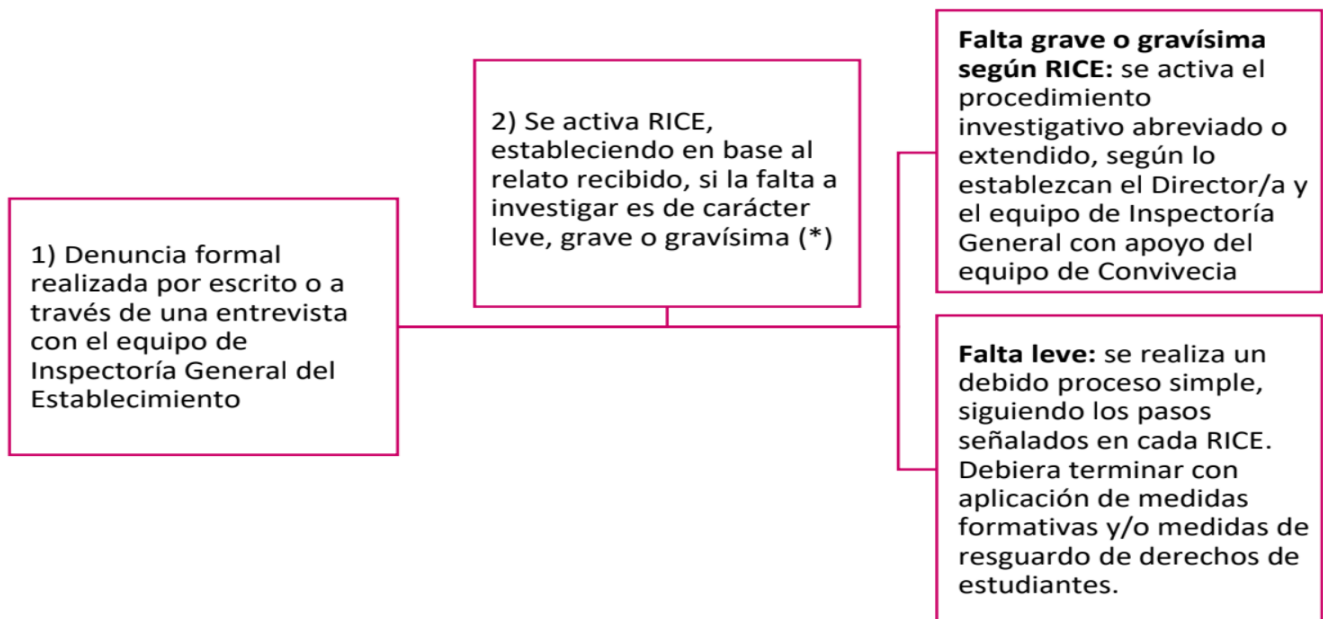 1) Denuncia formal
realizada por escrito o a
través de una entrevista
con el equipo de
Inspectoría General del
Establecimiento
2) Se activa RICE,
estableciendo en base al
relato recibido, si la falta a
investigar es de carácter
leve, grave o gravísima (*)
Falta grave o gravísima
según RICE: se activa el
procedimiento
investigativo abreviado o
extendido, según lo
establezcan el Director/a y
el equipo de Inspectoría
General con apoyo del
equipo de Convivecia
Falta leve: se realiza un
debido proceso simple,
siguiendo los pasos
señalados en cada RICE.
Debiera terminar con
aplicación de medidas
formativas y/o medidas de
resguardo de derechos de
estudiantes.